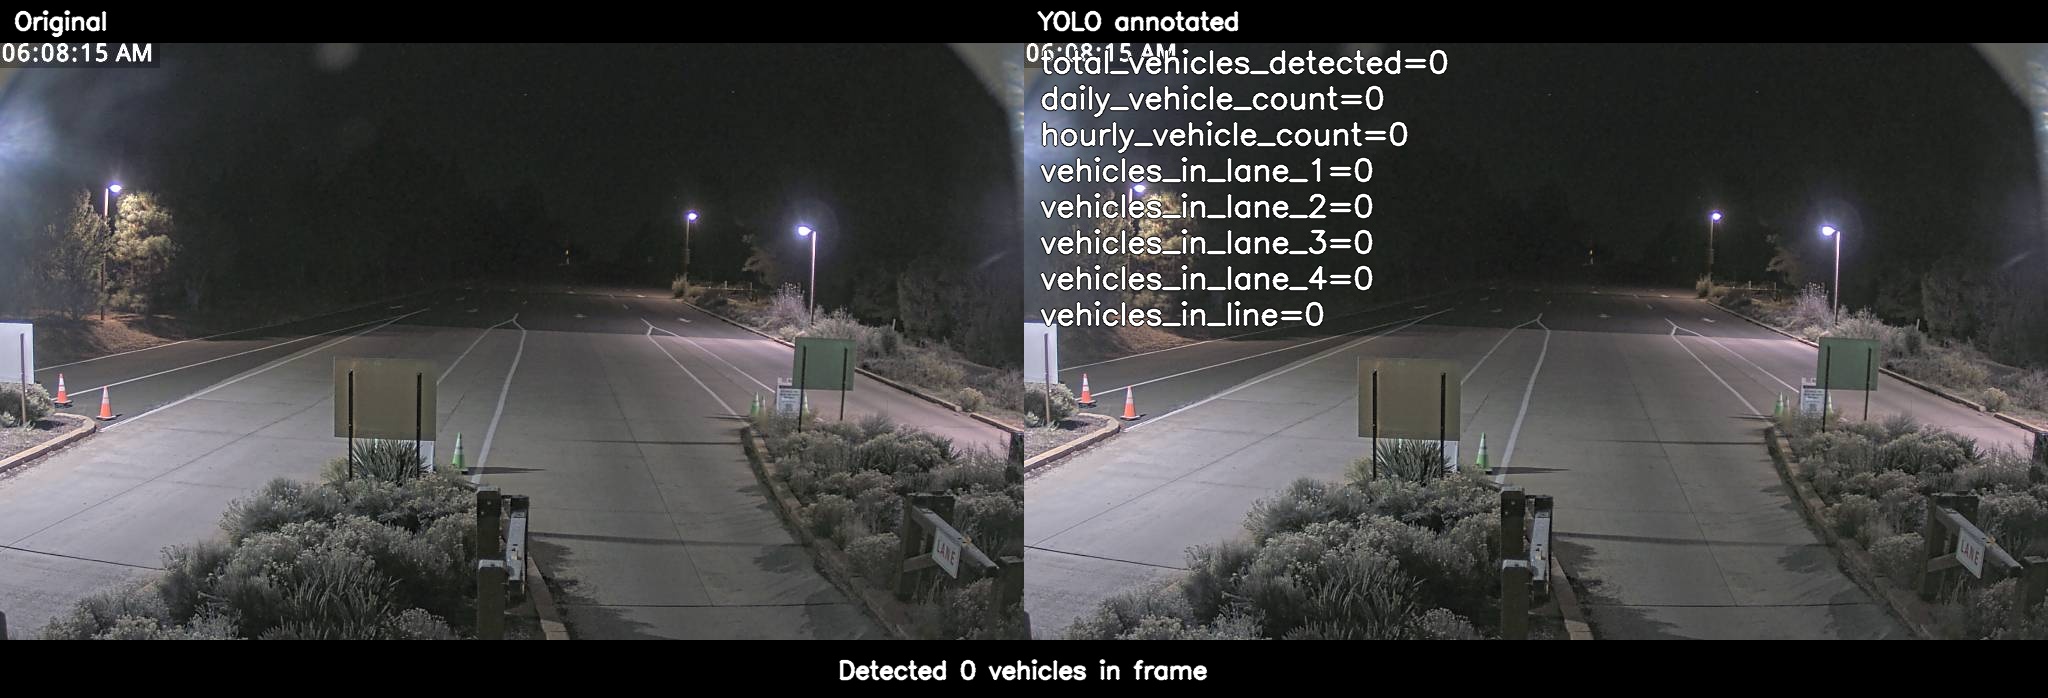 Original
06:08:15 AM
LANE
YOLO annotated
06:08:15 AM
total_vehicles_detected=0
daily_vehicle_count=0
hourly_vehicle_count=0
vehicles_in_lane_1=0
vehicles_in_lane_2=0
vehicles_in_lane_3=0
vehicles_in_lane_4=0
vehicles_in_line=0
LANE
Detected 0 vehicles in frame